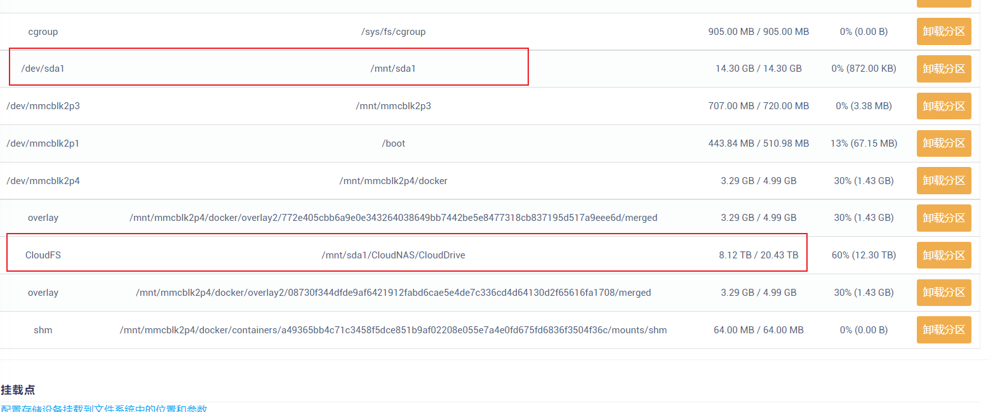 cgroup /sys/fs/cgroup 905.00 MB / 905.00 MB 0% (0.00 B) 卸载分区
/dev/sda1 /mnt/sda1 14.30 GB / 14.30 GB 0% (872.00 KB) 卸载分区
/dev/mmcblk2p3 /mnt/mmcblk2p3 707.00 MB / 720.00 MB 0% (3.38 MB) 卸载分区
/dev/mmcblk2p1 /boot 443.84 MB / 510.98 MB 13% (67.15 MB) 卸载分区
/dev/mmcblk2p4 /mnt/mmcblk2p4/docker 3.29 GB / 4.99 GB 30% (1.43 GB) 卸载分区
overlay /mnt/mmcblk2p4/docker/overlay2/772e405cbb6a9e0e343264038649bb7442be5e8477318cb837195d517a9eee6d/merged 3.29 GB / 4.99 GB 30% (1.43 GB) 卸载分区
CloudFS /mnt/sda1/CloudNAS/CloudDrive 8.12 TB / 20.43 TB 60% (12.30 TB) 卸载分区
overlay /mnt/mmcblk2p4/docker/overlay2/08730f344dfde9af6421912fabd6cae5e4de7c336cd4d64130d2f65616fa1708/merged 3.29 GB / 4.99 GB 30% (1.43 GB) 卸载分区
shm /mnt/mmcblk2p4/docker/containers/a49365bb4c71c3458f5dce851b9af02208e055e7a4e0fd675fd6836f3504f36c/mounts/shm 64.00 MB / 64.00 MB 0% (0.00 B) 卸载分区
挂载点
配置存储设备挂载到文件系统中的位置和参数